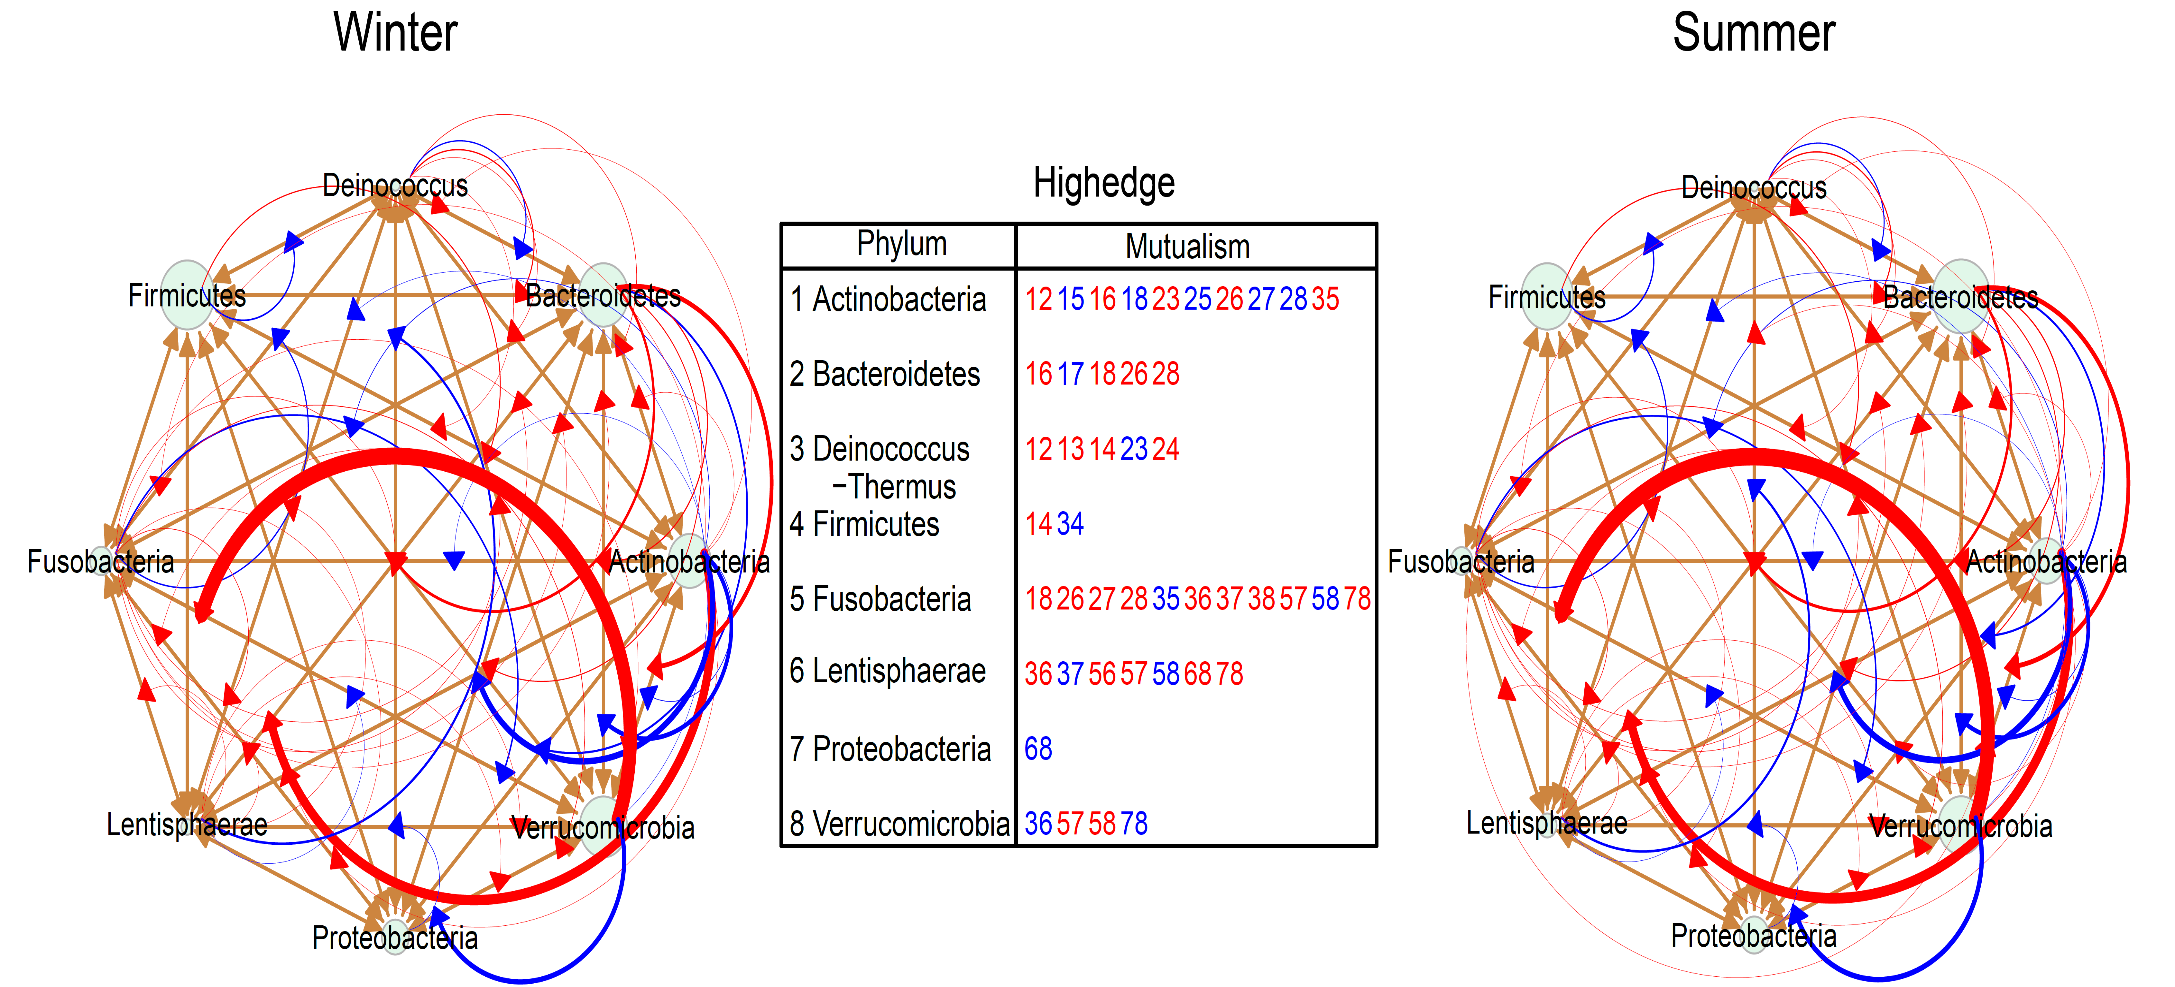 Winter
Summer
Highedge
Phylum Mutualism
1 Actinobacteria 12 15 16 18 23 25 26 27 28 35
2 Bacteroidetes 16 17 18 26 28
3 Deinococcus 12 13 14 23 24
−Thermus
4 Firmicutes 14 34
5 Fusobacteria 18 26 27 28 35 36 37 38 57 58 78
6 Lentisphaerae 36 37 56 57 58 68 78
7 Proteobacteria 68
8 Verrucomicrobia 36 57 58 78
Deinococcus
Firmicutes
Bacteroidetes
Fusobacteria
Actinobacteria
Lentisphaerae
Verrucomicrobia
Proteobacteria
Deinococcus
Firmicutes
Bacteroidetes
Fusobacteria
Actinobacteria
Lentisphaerae
Verrucomicrobia
Proteobacteria